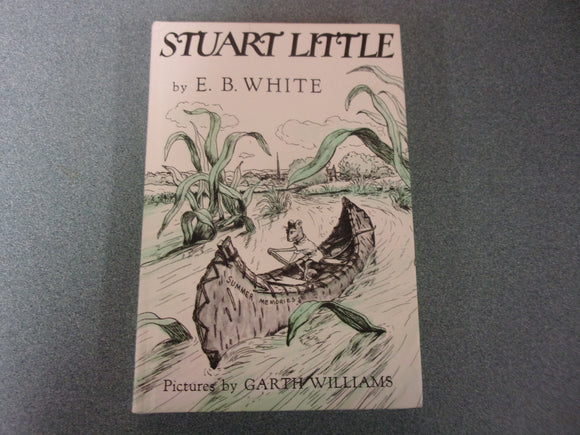 STUART LITTLE
by E. B. WHITE
SUMMER MEMORIES
Pictures by GARTH WILLIAMS